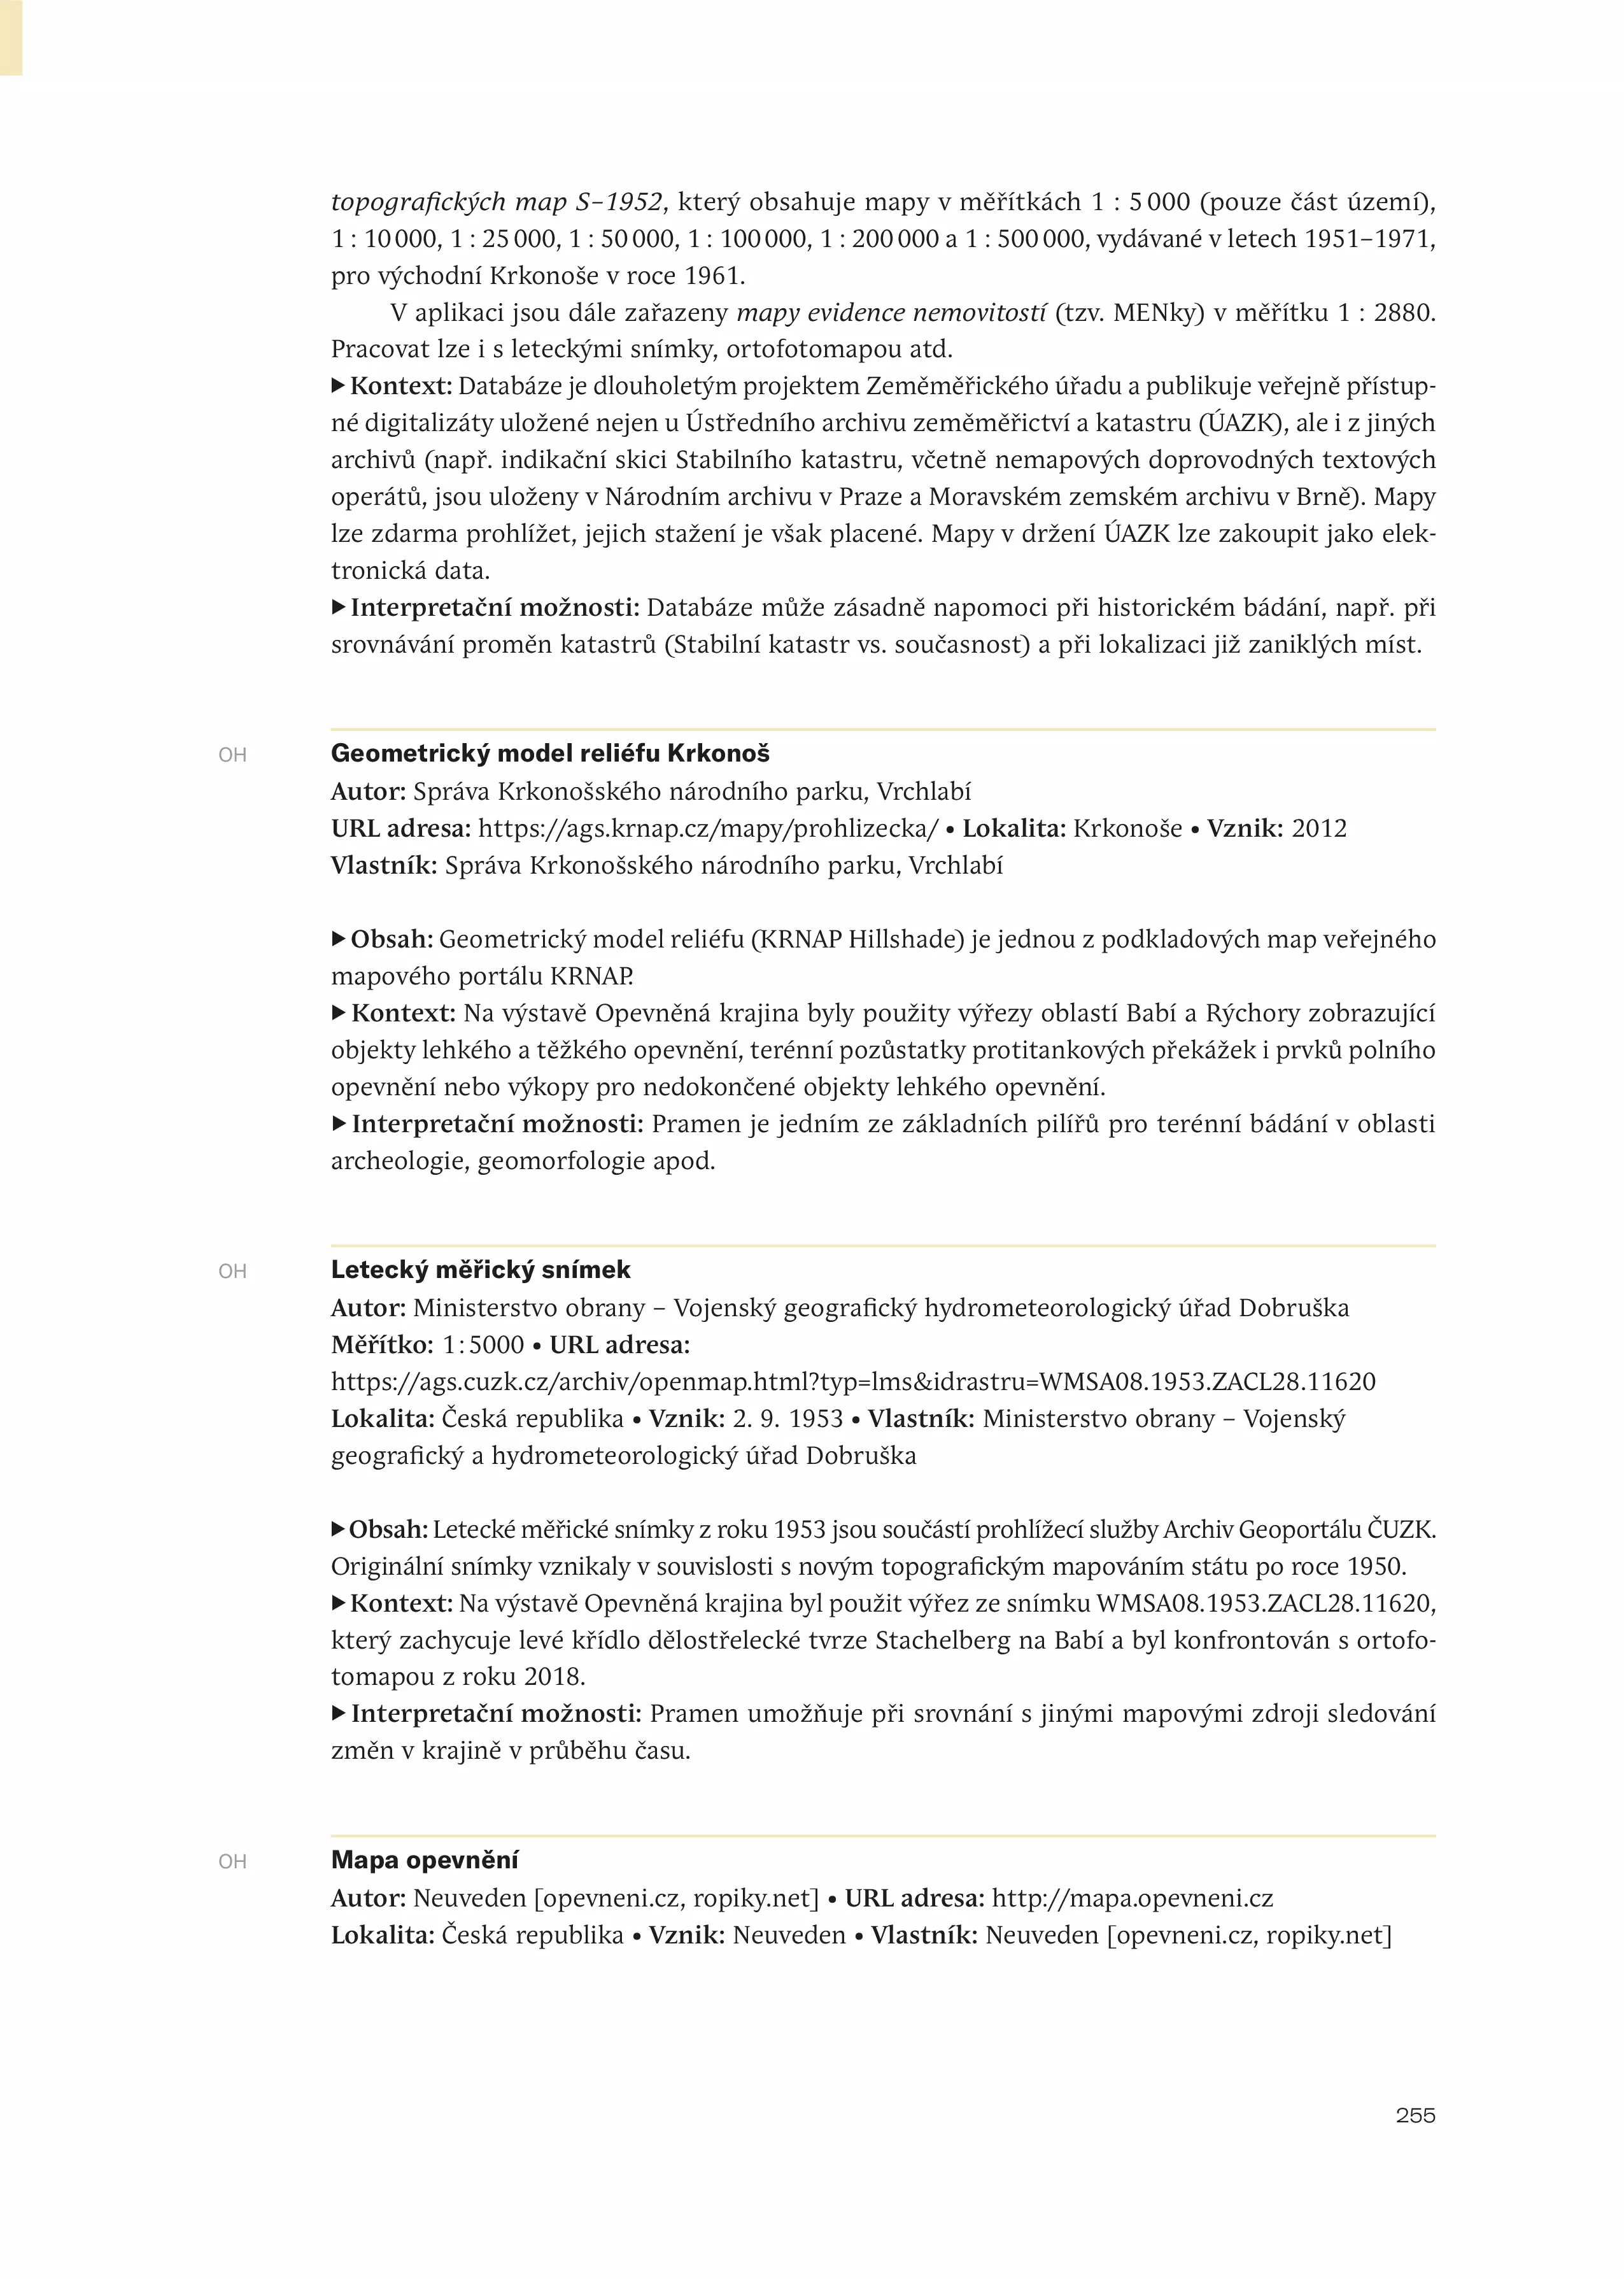 topografických map S–1952, který obsahuje mapy v měřítkách 1 : 5 000 (pouze část území),
1 : 10 000, 1 : 25 000, 1 : 50 000, 1 : 100 000, 1 : 200 000 a 1 : 500 000, vydávané v letech 1951–1971,
pro východní Krkonoše v roce 1961.
V aplikaci jsou dále zařazeny mapy evidence nemovitostí (tzv. MENky) v měřítku 1 : 2880.
Pracovat lze i s leteckými snímky, ortofotomapou atd.
▶ Kontext: Databáze je dlouholetým projektem Zeměměřického úřadu a publikuje veřejně přístup-
né digitalizáty uložené nejen u Ústředního archivu zeměměřictví a katastru (ÚAZK), ale i z jiných
archivů (např. indikační skici Stabilního katastru, včetně nemapových doprovodných textových
operátů, jsou uloženy v Národním archivu v Praze a Moravském zemském archivu v Brně). Mapy
lze zdarma prohlížet, jejich stažení je však placené. Mapy v držení ÚAZK lze zakoupit jako elek-
tronická data.
▶ Interpretační možnosti: Databáze může zásadně napomoci při historickém bádání, např. při
srovnávání proměn katastrů (Stabilní katastr vs. současnost) a při lokalizaci již zaniklých míst.
OH
Geometrický model reliéfu Krkonoš
Autor: Správa Krkonošského národního parku, Vrchlabí
URL adresa: https://ags.krnap.cz/mapy/prohlizecka/ • Lokalita: Krkonoše • Vznik: 2012
Vlastník: Správa Krkonošského národního parku, Vrchlabí
▶ Obsah: Geometrický model reliéfu (KRNAP Hillshade) je jednou z podkladových map veřejného
mapového portálu KRNAP.
▶ Kontext: Na výstavě Opevněná krajina byly použity výřezy oblastí Babí a Rýchory zobrazující
objekty lehkého a těžkého opevnění, terénní pozůstatky protitankových překážek i prvků polního
opevnění nebo výkopy pro nedokončené objekty lehkého opevnění.
▶ Interpretační možnosti: Pramen je jedním ze základních pilířů pro terénní bádání v oblasti
archeologie, geomorfologie apod.
OH
Letecký měřický snímek
Autor: Ministerstvo obrany – Vojenský geografický hydrometeorologický úřad Dobruška
Měřítko: 1 : 5000 • URL adresa:
https://ags.cuzk.cz/archiv/openmap.html?typ=lms&idrastru=WMSA08.1953.ZACL28.11620
Lokalita: Česká republika • Vznik: 2. 9. 1953 • Vlastník: Ministerstvo obrany – Vojenský
geografický a hydrometeorologický úřad Dobruška
▶ Obsah: Letecké měřické snímky z roku 1953 jsou součástí prohlížecí služby Archiv Geoportálu ČUZK.
Originální snímky vznikaly v souvislosti s novým topografickým mapováním státu po roce 1950.
▶ Kontext: Na výstavě Opevněná krajina byl použit výřez ze snímku WMSA08.1953.ZACL28.11620,
který zachycuje levé křídlo dělostřelecké tvrze Stachelberg na Babí a byl konfrontován s ortofo-
tomapou z roku 2018.
▶ Interpretační možnosti: Pramen umožňuje při srovnání s jinými mapovými zdroji sledování
změn v krajině v průběhu času.
OH
Mapa opevnění
Autor: Neuveden [opevneni.cz, ropiky.net] • URL adresa: http://mapa.opevneni.cz
Lokalita: Česká republika • Vznik: Neuveden • Vlastník: Neuveden [opevneni.cz, ropiky.net]
255